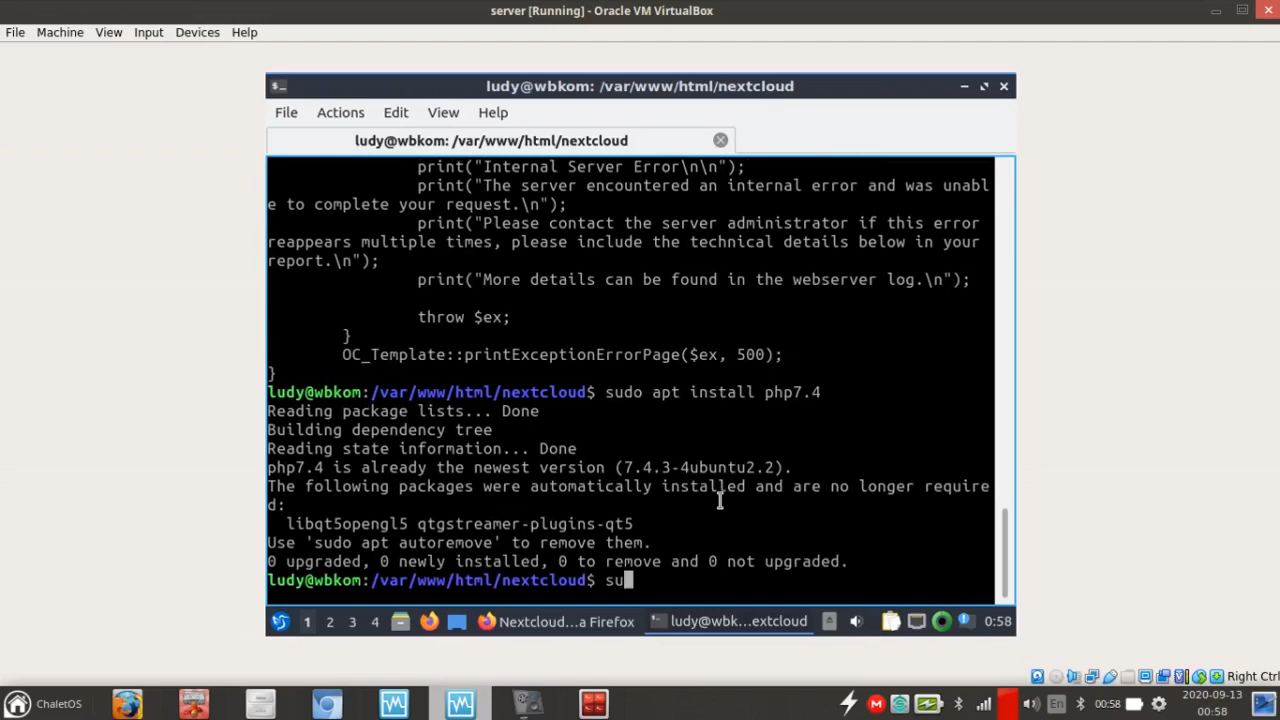 server [Running] - Oracle VM VirtualBox
File Machine View Input Devices Help
ludy@wbkom: /var/www/html/nextcloud
File Actions Edit View Help
ludy@wbkom: /var/www/html/nextcloud
print("Internal Server Error\n\n");
print("The server encountered an internal error and was unabl
e to complete your request.\n");
print("Please contact the server administrator if this error
reappears multiple times, please include the technical details below in your
report.\n");
print("More details can be found in the webserver log.\n");
throw $ex;
}
OC_Template::printExceptionErrorPage($ex, 500);
}
ludy@wbkom:/var/www/html/nextcloud$ sudo apt install php7.4
Reading package lists... Done
Building dependency tree
Reading state information... Done
php7.4 is already the newest version (7.4.3-4ubuntu2.2).
The following packages were automatically installed and are no longer require
d:
libqt5opengl5 qtgstreamer-plugins-qt5
Use 'sudo apt autoremove' to remove them.
0 upgraded, 0 newly installed, 0 to remove and 0 not upgraded.
ludy@wbkom:/var/www/html/nextcloud$ su
1 2 3 4 Nextcloud...a Firefox ludy@wbk...extcloud 0:58
Right Ctrl
ChaletOS En 00:58 2020-09-13
00:58